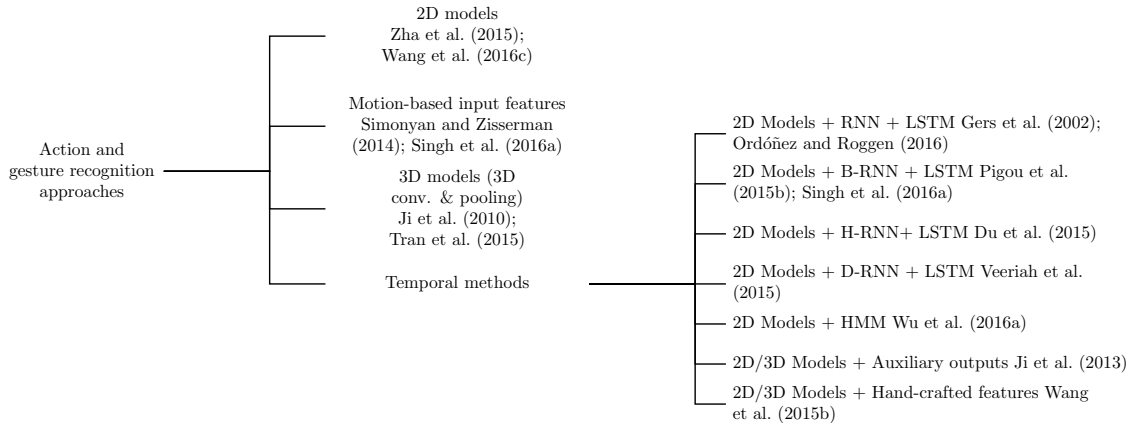 Action and
gesture recognition
approaches
2D models
Zha et al. (2015);
Wang et al. (2016c)
Motion-based input features
Simonyan and Zisserman
(2014); Singh et al. (2016a)
3D models (3D
conv. & pooling)
Ji et al. (2010);
Tran et al. (2015)
Temporal methods
2D Models + RNN + LSTM Gers et al. (2002);
Ordóñez and Roggen (2016)
2D Models + B-RNN + LSTM Pigou et al.
(2015b); Singh et al. (2016a)
2D Models + H-RNN+ LSTM Du et al. (2015)
2D Models + D-RNN + LSTM Veeriah et al.
(2015)
2D Models + HMM Wu et al. (2016a)
2D/3D Models + Auxiliary outputs Ji et al. (2013)
2D/3D Models + Hand-crafted features Wang
et al. (2015b)